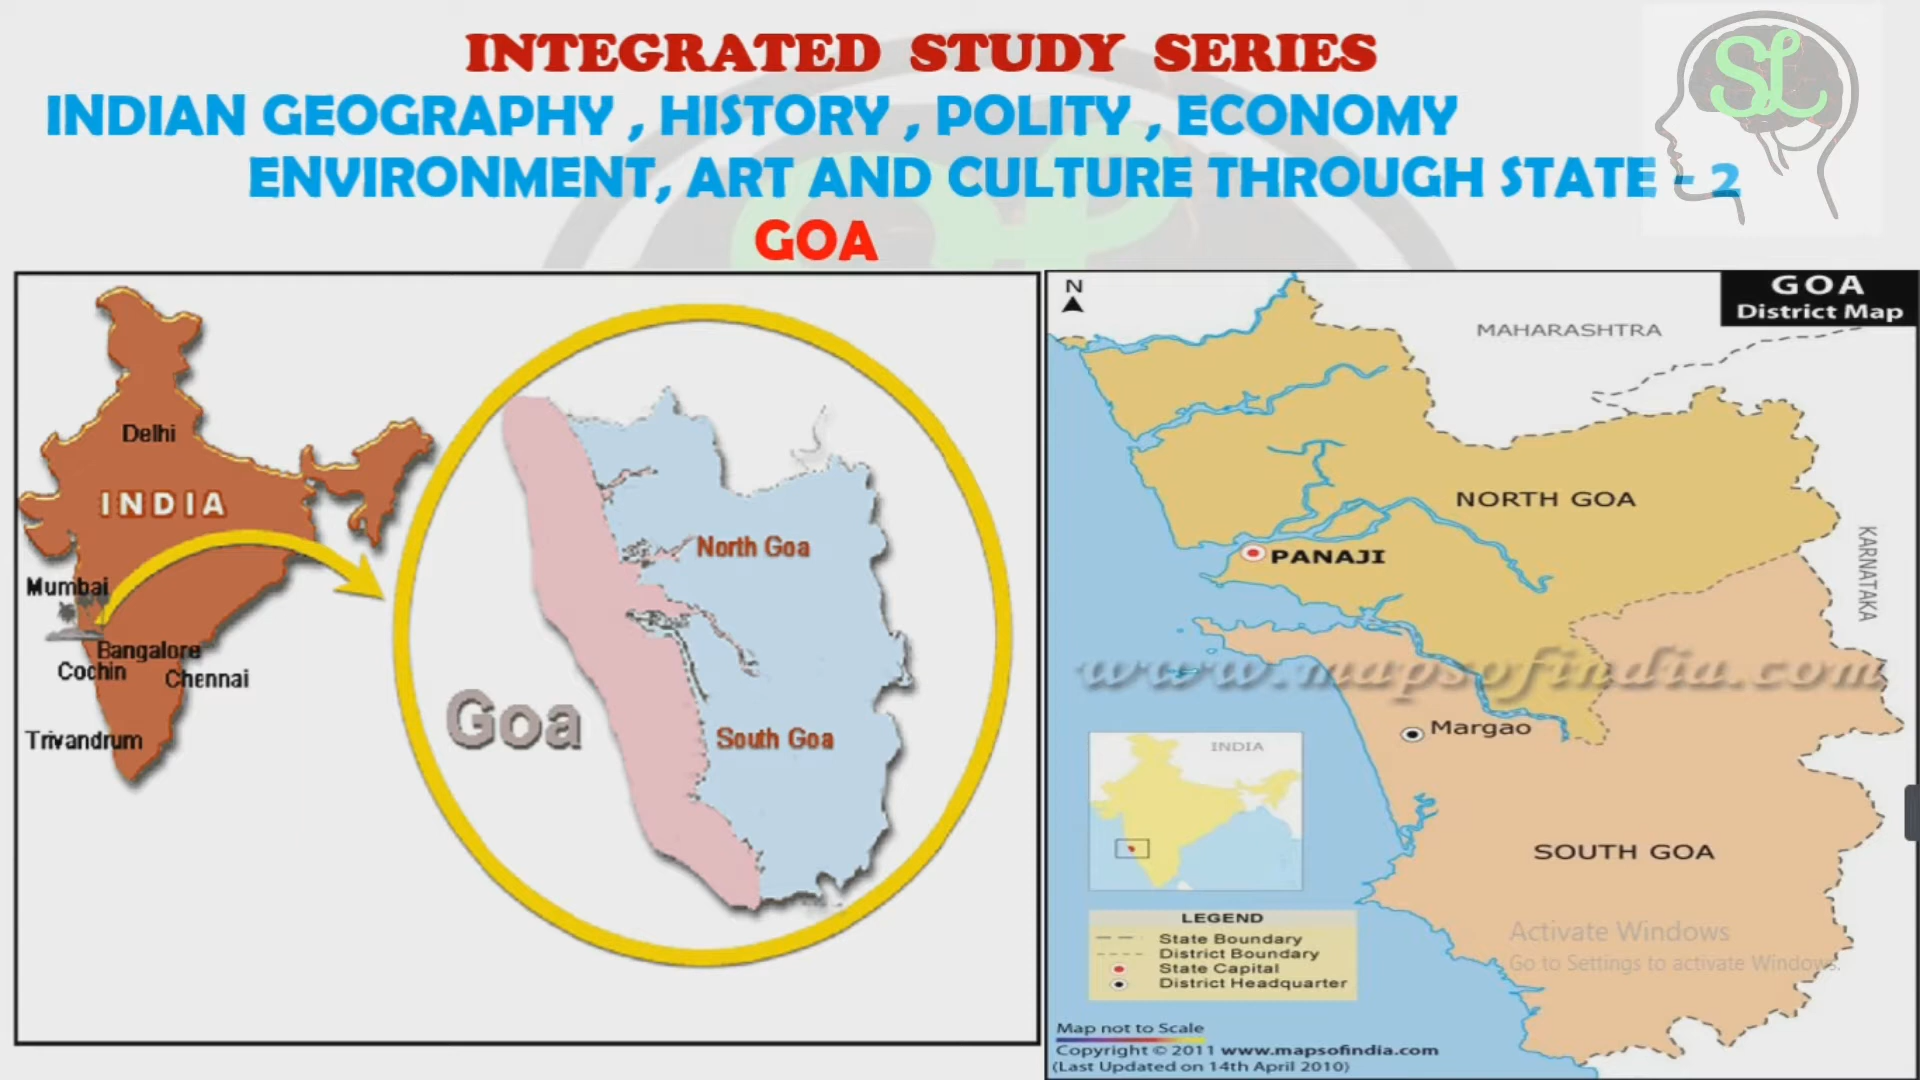 INTEGRATED STUDY SERIES
INDIAN GEOGRAPHY , HISTORY , POLITY , ECONOMY
ENVIRONMENT, ART AND CULTURE THROUGH STATE - 2
GOA
SL
Delhi
INDIA
Mumbai
Bangalore
Cochin
Chennai
Trivandrum
North Goa
Goa
South Goa
N
GOA
District Map
MAHARASHTRA
NORTH GOA
KARNATAKA
PANAJI
www.mapsofindia.com
Margao
INDIA
SOUTH GOA
LEGEND
State Boundary
District Boundary
State Capital
District Headquarter
Activate Windows
Go to Settings to activate Windows.
Map not to Scale
Copyright © 2011 www.mapsofindia.com
(Last Updated on 14th April 2010)